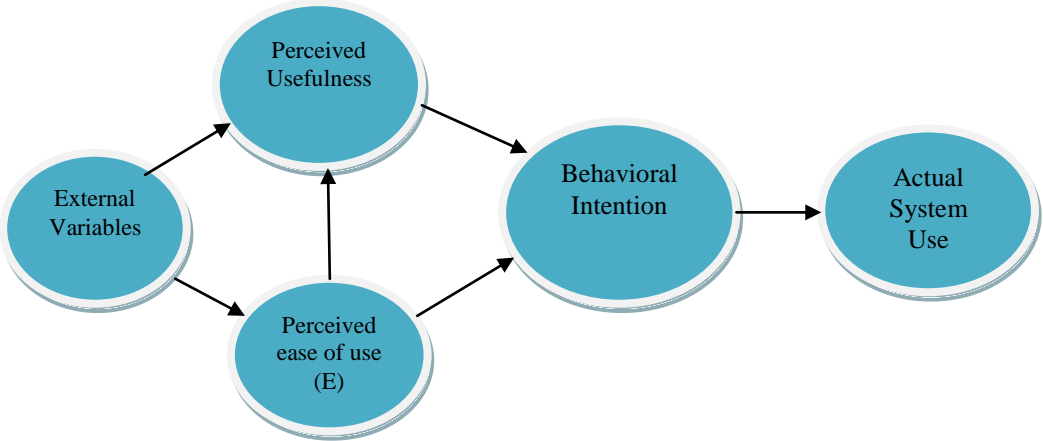 Perceived
Usefulness
External
Variables
Behavioral
Intention
Actual
System
Use
Perceived
ease of use
(E)